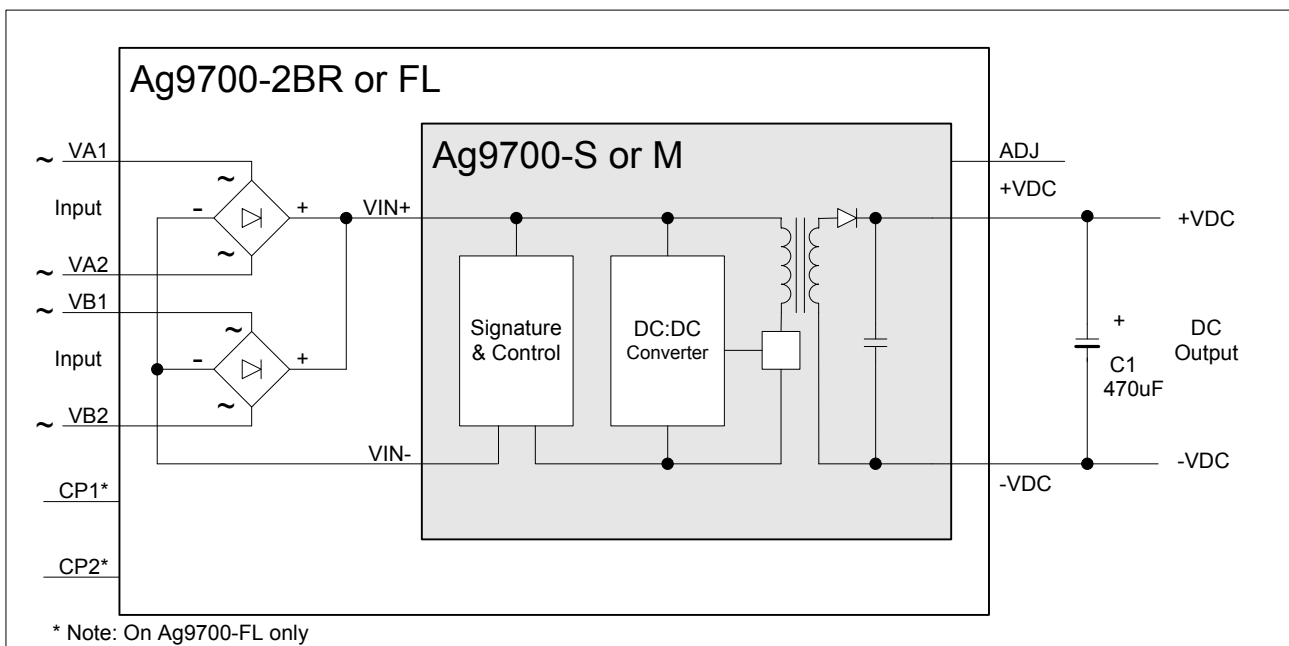 Ag9700-2BR or FL
Ag9700-S or M
~ VA1
Input
~ VA2
~ VB1
Input
~ VB2
CP1*
CP2*
~
- +
~
~
- +
~
VIN+
VIN-
Signature
& Control
DC:DC
Converter
ADJ
+VDC
-VDC
+VDC
+
C1
470uF
DC
Output
-VDC
* Note: On Ag9700-FL only